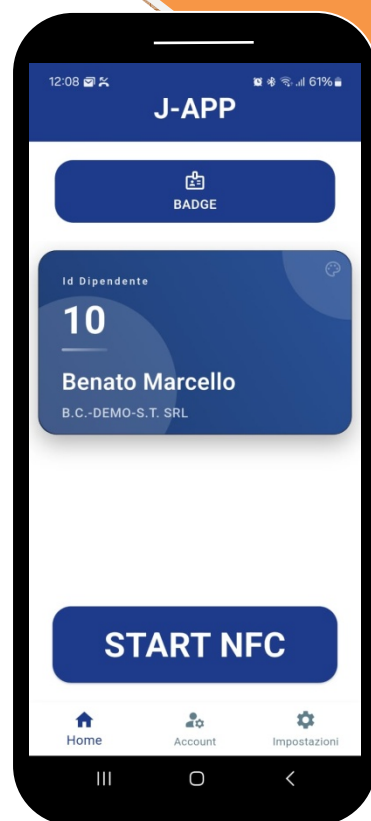 12:08 61%
J-APP
BADGE
Id Dipendente
10
Benato Marcello
B.C.-DEMO-S.T. SRL
START NFC
Home Account Impostazioni